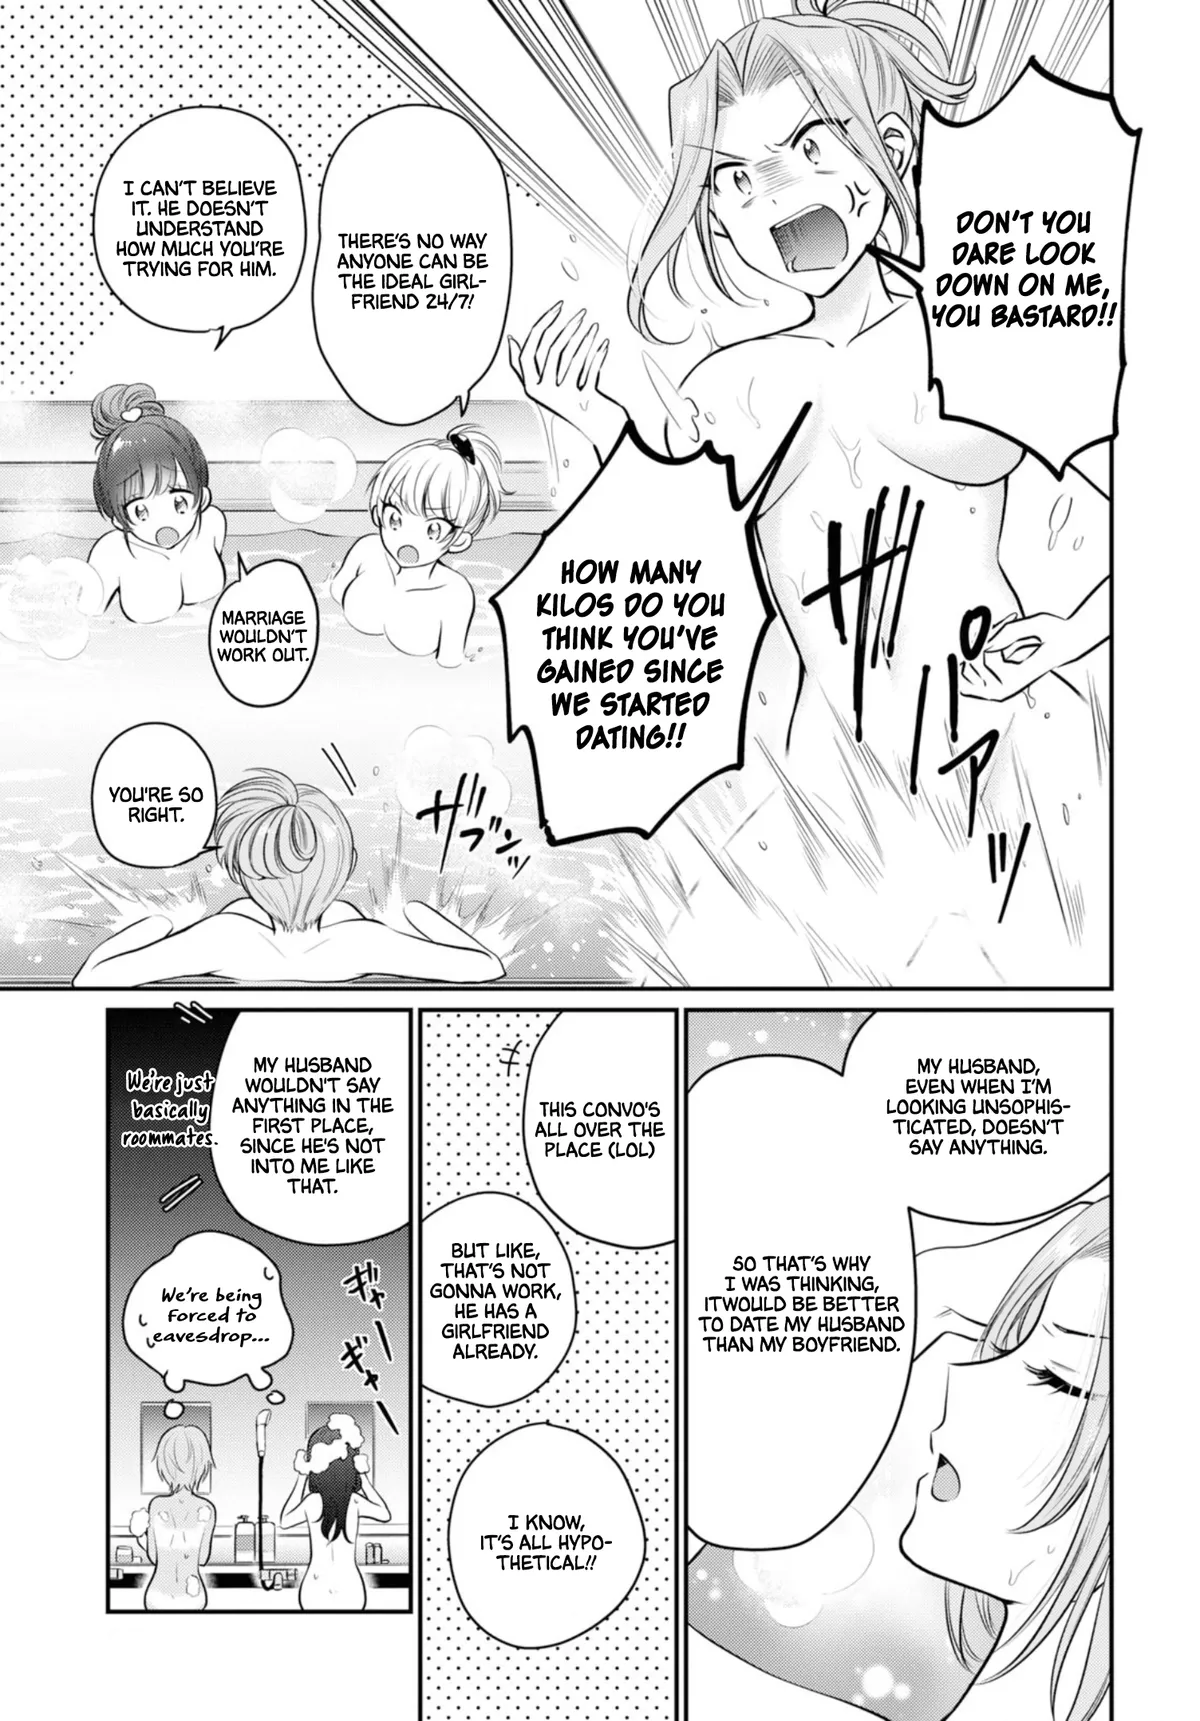 DON'T YOU
DARE LOOK
DOWN ON ME,
YOU BASTARD!!
HOW MANY
KILOS DO YOU
THINK YOU'VE
GAINED SINCE
WE STARTED
DATING!!
THERE'S NO WAY
ANYONE CAN BE
THE IDEAL GIRL-
FRIEND 24/7!
I CAN'T BELIEVE
IT. HE DOESN'T
UNDERSTAND
HOW MUCH YOU'RE
TRYING FOR HIM.
MARRIAGE
WOULDN'T
WORK OUT.
YOU'RE SO
RIGHT.
ザブン
MY HUSBAND,
EVEN WHEN I'M
LOOKING UNSOPHIS-
TICATED, DOESN'T
SAY ANYTHING.
SO THAT'S WHY
I WAS THINKING,
ITWOULD BE BETTER
TO DATE MY HUSBAND
THAN MY BOYFRIEND.
THIS CONVO'S
ALL OVER THE
PLACE (LOL)
BUT LIKE,
THAT'S NOT
GONNA WORK,
HE HAS A
GIRLFRIEND
ALREADY.
I KNOW,
IT'S ALL HYPO-
THETICAL!!
MY HUSBAND
WOULDN'T SAY
ANYTHING IN THE
FIRST PLACE,
SINCE HE'S NOT
INTO ME LIKE
THAT.
We're just
basically
roommates.
We're being
forced to
eavesdrop...
ギャ
ギャー